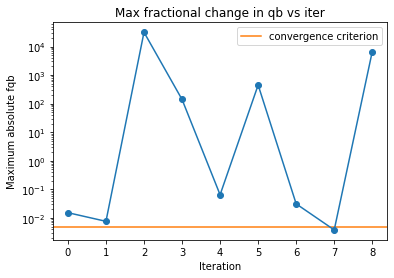 Max fractional change in qb vs iter
convergence criterion
Maximum absolute fqb
10⁴
10³
10²
10¹
10⁰
10⁻¹
10⁻²
0 1 2 3 4 5 6 7 8
Iteration